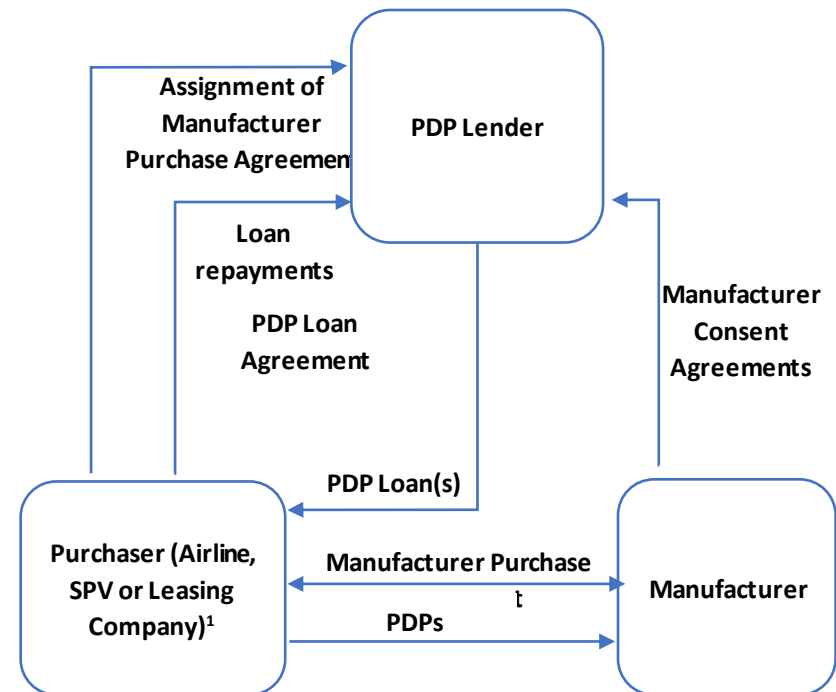 Assignment of
Manufacturer
Purchase Agreement
PDP Lender
Loan
repayments
PDP Loan
Agreement
Manufacturer
Consent
Agreements
PDP Loan(s)
Purchaser (Airline,
SPV or Leasing
Company)¹
Manufacturer Purchase
t
PDPs
Manufacturer